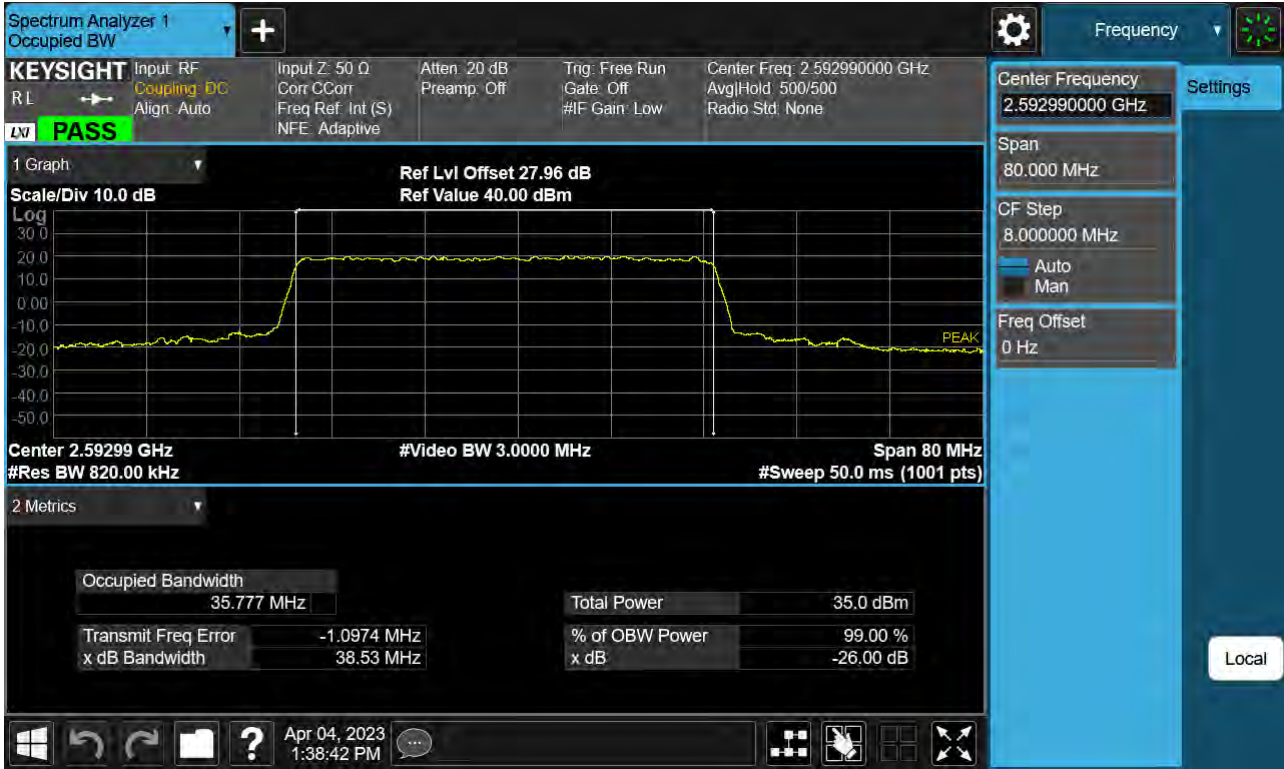 Spectrum Analyzer 1
Occupied BW
+
Frequency
KEYSIGHT
R L
LXI
PASS
Input: RF
Coupling: DC
Align: Auto
Input Z: 50 Ω
Corr CCorr
Freq Ref: Int (S)
NFE: Adaptive
Atten: 20 dB
Preamp: Off
Trig: Free Run
Gate: Off
#IF Gain: Low
Center Freq: 2.592990000 GHz
Avg|Hold: 500/500
Radio Std: None
1 Graph
Scale/Div 10.0 dB
Ref Lvl Offset 27.96 dB
Ref Value 40.00 dBm
Log
30.0
20.0
10.0
0.00
-10.0
-20.0
-30.0
-40.0
-50.0
PEAK
Center 2.59299 GHz
#Video BW 3.0000 MHz
Span 80 MHz
#Res BW 820.00 kHz
#Sweep 50.0 ms (1001 pts)
2 Metrics
Occupied Bandwidth
35.777 MHz
Transmit Freq Error -1.0974 MHz
x dB Bandwidth 38.53 MHz
Total Power 35.0 dBm
% of OBW Power 99.00 %
x dB -26.00 dB
Center Frequency
2.592990000 GHz
Span
80.000 MHz
CF Step
8.000000 MHz
Auto
Man
Freq Offset
0 Hz
Settings
Local
?
Apr 04, 2023
1:38:42 PM